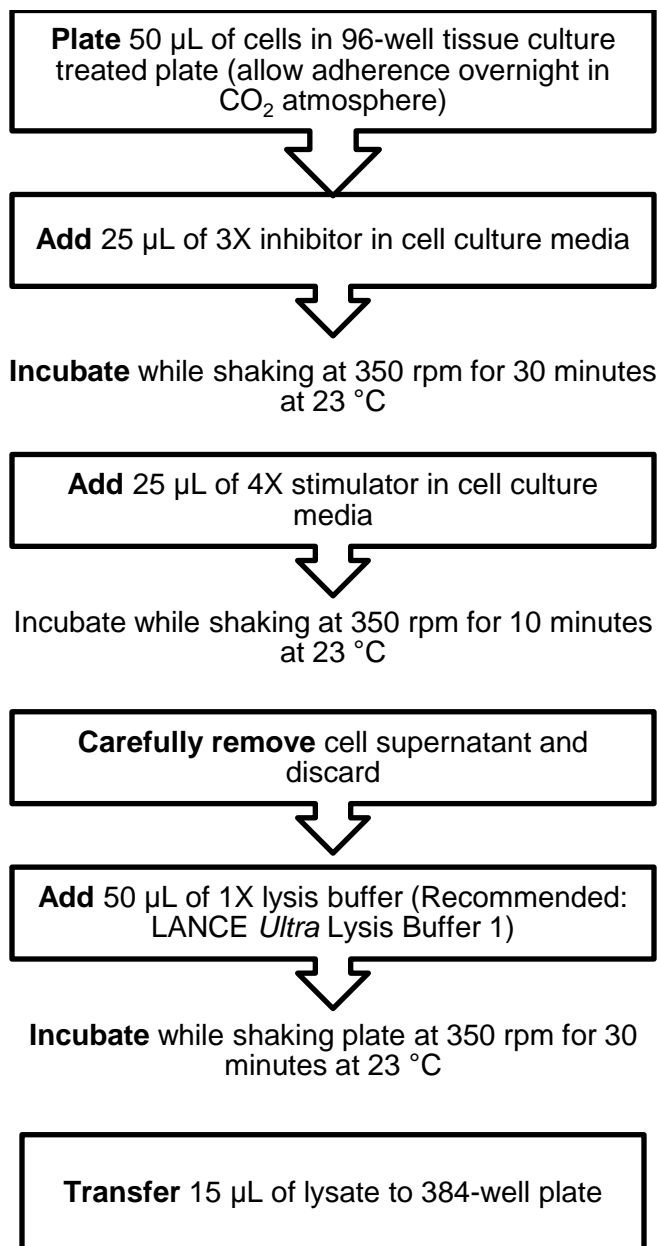 Plate 50 µL of cells in 96-well tissue culture
treated plate (allow adherence overnight in
CO₂ atmosphere)
Add 25 µL of 3X inhibitor in cell culture media
Incubate while shaking at 350 rpm for 30 minutes
at 23 °C
Add 25 µL of 4X stimulator in cell culture
media
Incubate while shaking at 350 rpm for 10 minutes
at 23 °C
Carefully remove cell supernatant and
discard
Add 50 µL of 1X lysis buffer (Recommended:
LANCE Ultra Lysis Buffer 1)
Incubate while shaking plate at 350 rpm for 30
minutes at 23 °C
Transfer 15 µL of lysate to 384-well plate